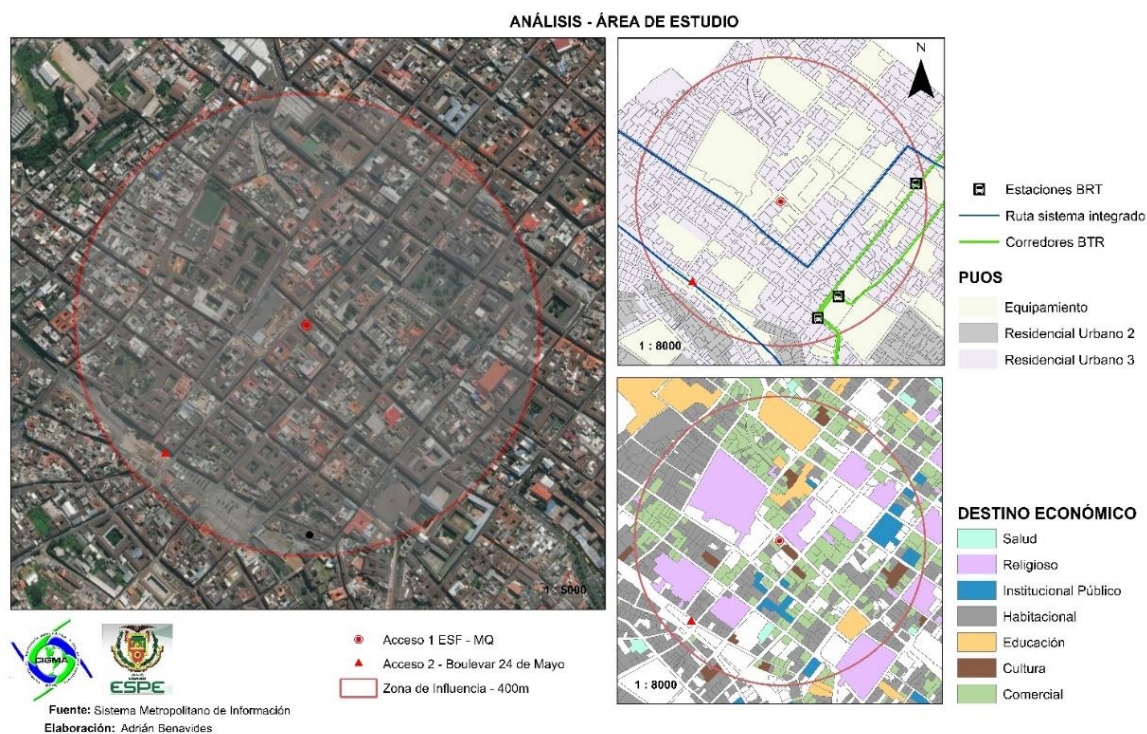 ANÁLISIS - ÁREA DE ESTUDIO
1 : 5000
N
1 : 8000
Estaciones BRT
Ruta sistema integrado
Corredores BTR
PUOS
Equipamiento
Residencial Urbano 2
Residencial Urbano 3
1 : 8000
DESTINO ECONÓMICO
Salud
Religioso
Institucional Público
Habitacional
Educación
Cultura
Comercial
CIGMA
ESPE
Acceso 1 ESF - MQ
Acceso 2 - Boulevar 24 de Mayo
Zona de Influencia - 400m
Fuente: Sistema Metropolitano de Información
Elaboración: Adrián Benavides